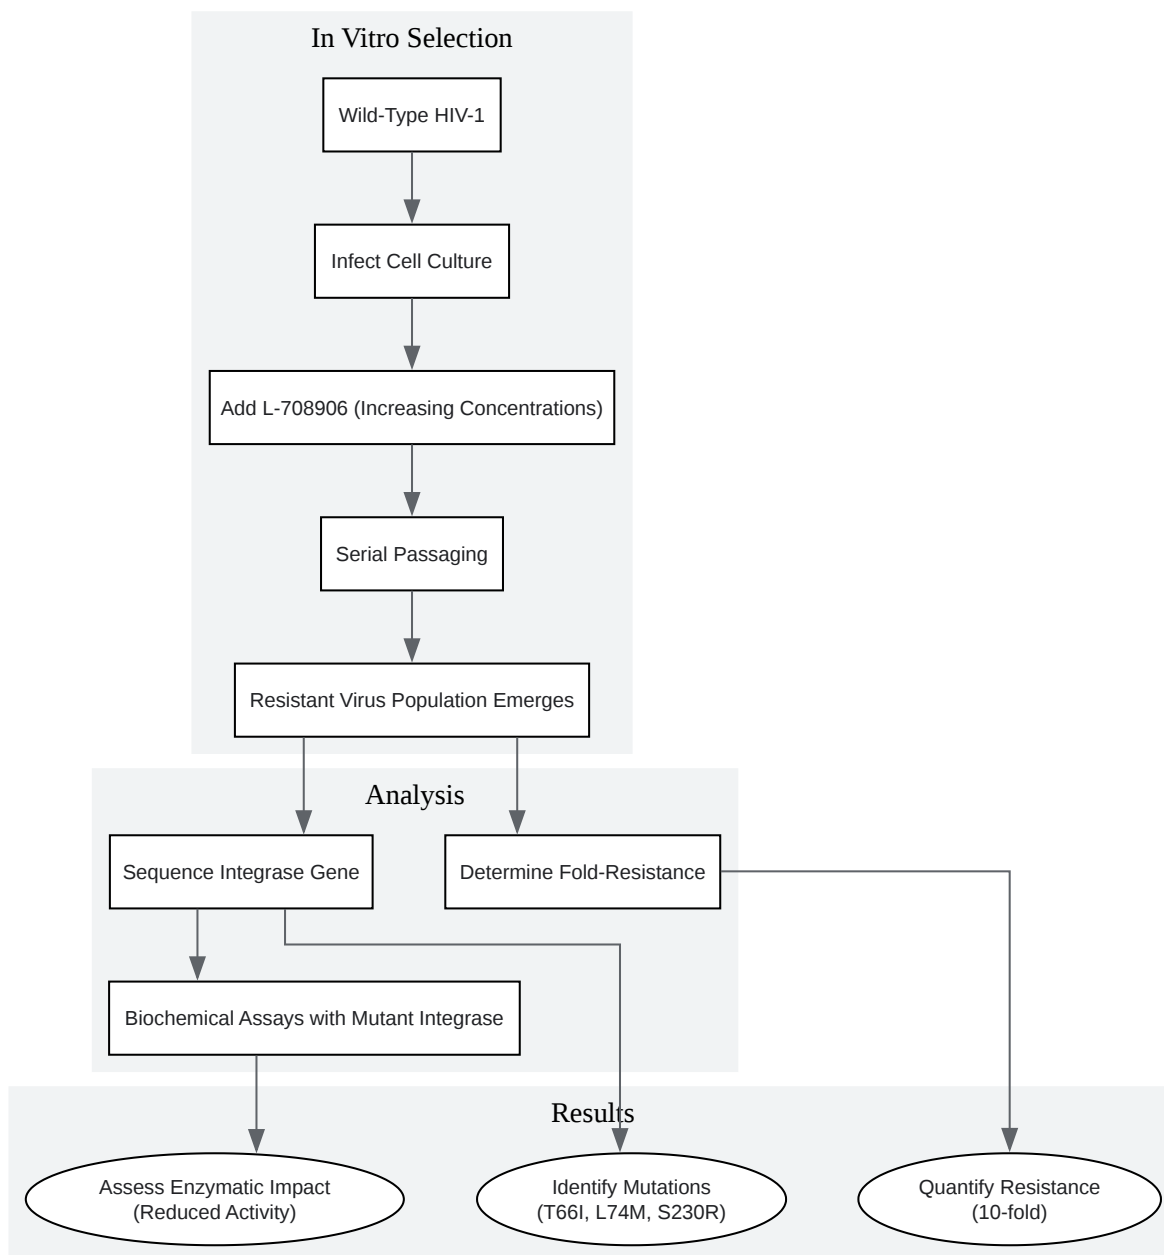 In Vitro Selection
Wild-Type HIV-1
Infect Cell Culture
Add L-708906 (Increasing Concentrations)
Serial Passaging
Resistant Virus Population Emerges
Analysis
Sequence Integrase Gene
Determine Fold-Resistance
Biochemical Assays with Mutant Integrase
Results
Assess Enzymatic Impact
(Reduced Activity)
Identify Mutations
(T66I, L74M, S230R)
Quantify Resistance
(10-fold)